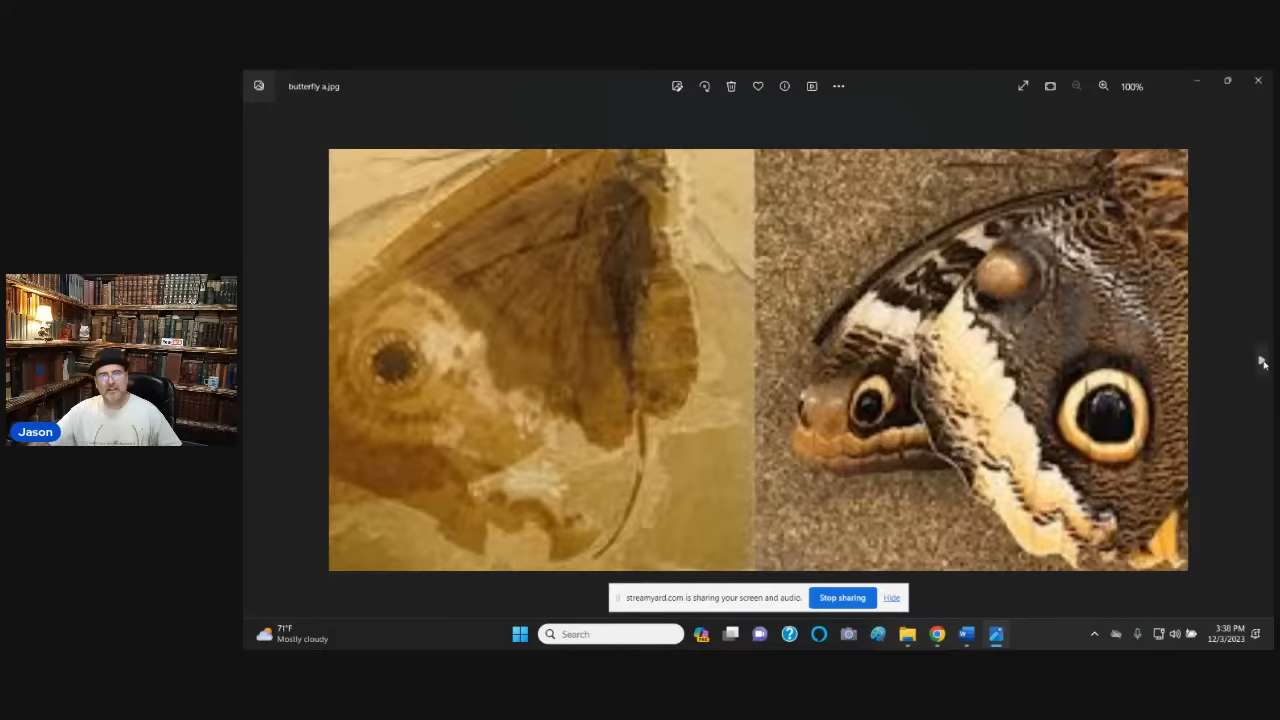 butterfly a.jpg
100%
Jason
streamyard.com is sharing your screen and audio.
Stop sharing
Hide
71°F
Mostly cloudy
Search
3:38 PM
12/3/2023